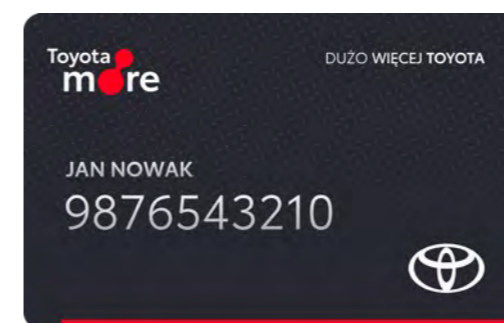 Toyota
more
DUŻO WIĘCEJ TOYOTA
JAN NOWAK
9876543210